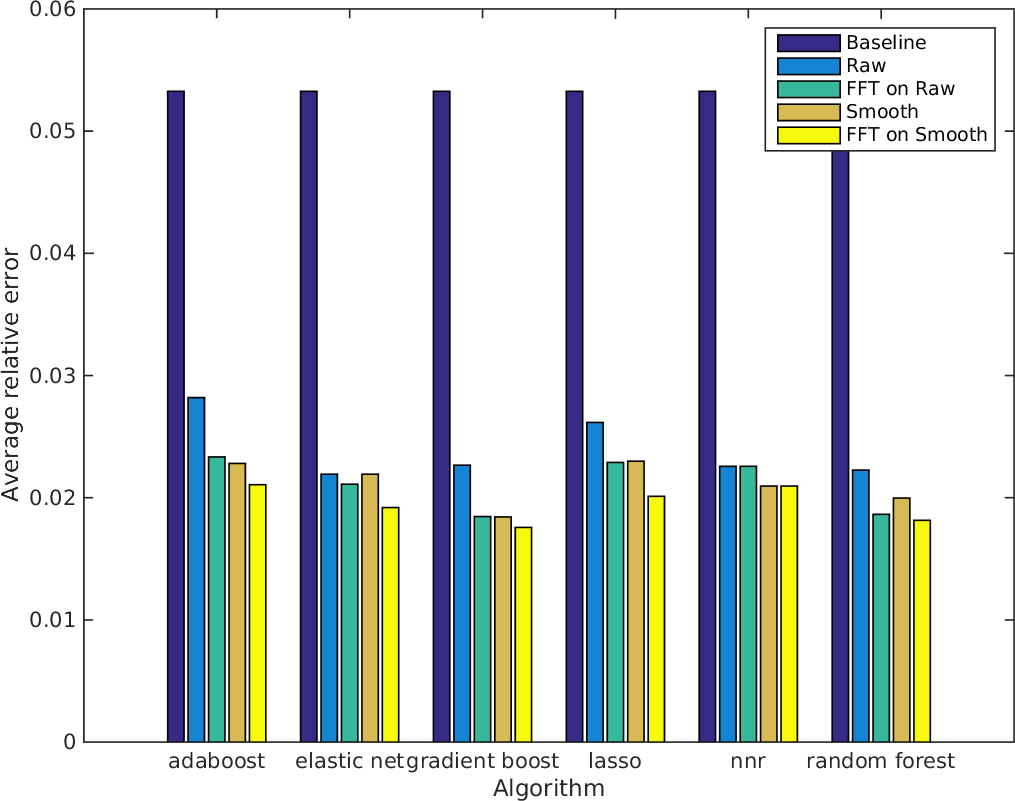 0.06
0.05
0.04
0.03
0.02
0.01
0
Average relative error
Baseline
Raw
FFT on Raw
Smooth
FFT on Smooth
adaboost elastic net gradient boost lasso nnr random forest
Algorithm